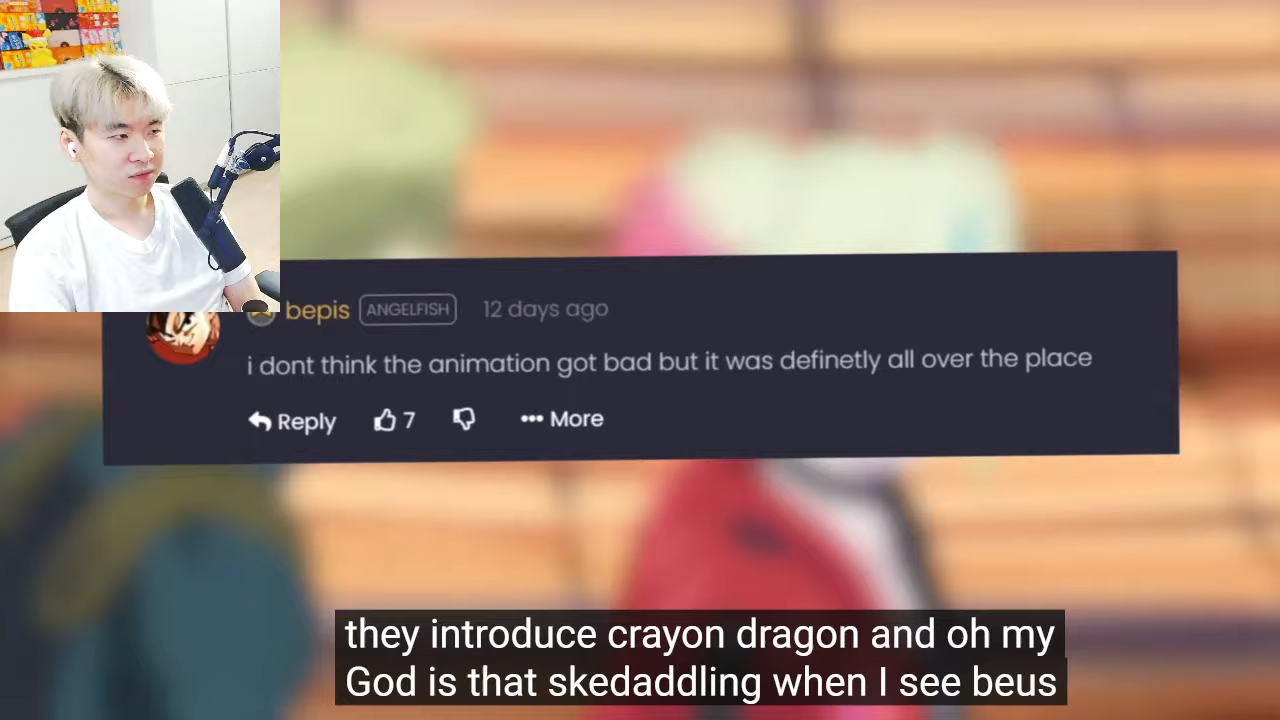 bepis ANGELFISH 12 days ago
i dont think the animation got bad but it was definetly all over the place
Reply 7 ••• More
they introduce crayon dragon and oh my
God is that skedaddling when I see beus